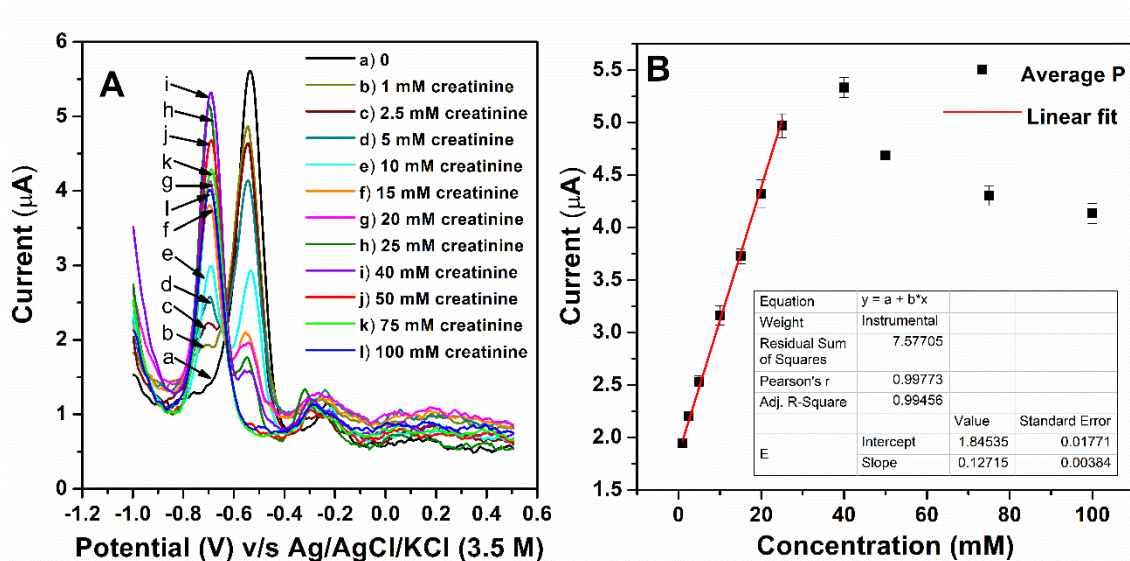 A
a) 0
b) 1 mM creatinine
c) 2.5 mM creatinine
d) 5 mM creatinine
e) 10 mM creatinine
f) 15 mM creatinine
g) 20 mM creatinine
h) 25 mM creatinine
i) 40 mM creatinine
j) 50 mM creatinine
k) 75 mM creatinine
l) 100 mM creatinine
i
h
j
k
g
l
f
e
d
c
b
a
6
5
4
3
2
1
0
Current (μA)
-1.2 -1.0 -0.8 -0.6 -0.4 -0.2 0.0 0.2 0.4 0.6
Potential (V) v/s Ag/AgCl/KCl (3.5 M)
B
Average P
Linear fit
5.5
5.0
4.5
4.0
3.5
3.0
2.5
2.0
1.5
Current (μA)
Equation y = a + b*x
Weight Instrumental
Residual Sum of Squares 7.57705
Pearson's r 0.99773
Adj. R-Square 0.99456
Value Standard Error
E Intercept 1.84535 0.01771
Slope 0.12715 0.00384
0 20 40 60 80 100
Concentration (mM)